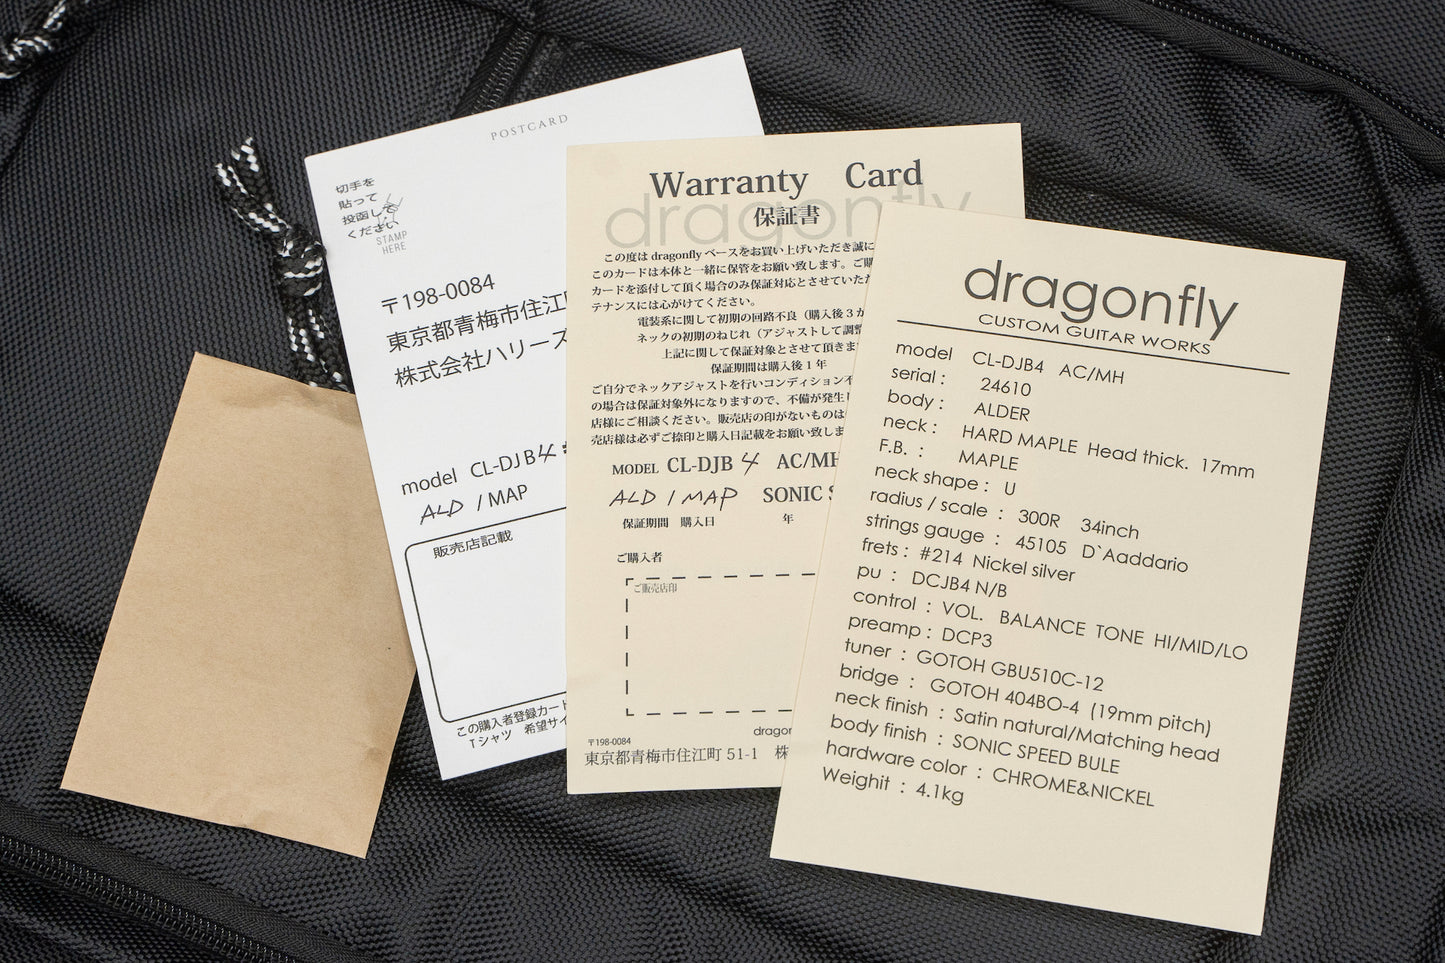 POSTCARD
切手を
貼って
投函して
ください
STAMP
HERE
〒198-0084
東京都青梅市住江
株式会社ハリーズ
model CL-DJB4
ALD / MAP
販売店記載
この購入者登録カード
Tシャツ 希望サイ
Warranty Card
dragonfly
保証書
この度は dragonfly ベースをお買い上げいただき誠に
このカードは本体と一緒に保管をお願い致します。ご購
カードを添付して頂く場合のみ保証対応とさせていただ
テナンスには心がけてください。
電装系に関して初期の回路不良（購入後3か
ネックの初期のねじれ（アジャストして調整
上記に関して保証対象とさせて頂きま
保証期間は購入後1年
ご自分でネックアジャストを行いコンディション不
の場合は保証対象外になりますので、不備が発生し
店様にご相談ください。販売店の印がないものは
売店様は必ずご捺印と購入日記載をお願い致しま
MODEL CL-DJB 4 AC/MH
ALD / MAP SONIC S
保証期間 購入日 年
ご購入者
ご販売店印
dragon
〒198-0084
東京都青梅市住江町 51-1 株
dragonfly
CUSTOM GUITAR WORKS
model CL-DJB4 AC/MH
serial : 24610
body : ALDER
neck : HARD MAPLE Head thick. 17mm
F.B. : MAPLE
neck shape : U
radius / scale : 300R 34inch
strings gauge : 45105 D`Aaddario
frets : #214 Nickel silver
pu : DCJB4 N/B
control : VOL. BALANCE TONE HI/MID/LO
preamp : DCP3
tuner : GOTOH GBU510C-12
bridge : GOTOH 404BO-4 (19mm pitch)
neck finish : Satin natural/Matching head
body finish : SONIC SPEED BULE
hardware color : CHROME&NICKEL
Weighit : 4.1kg